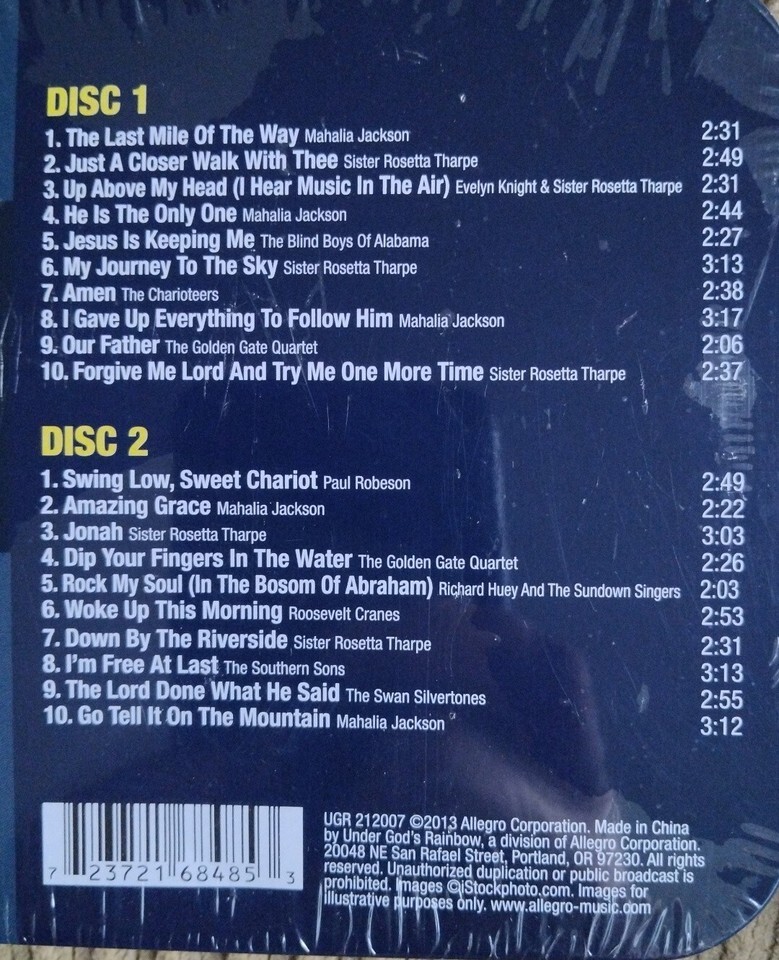 DISC 1
1. The Last Mile Of The Way Mahalia Jackson 2:31
2. Just A Closer Walk With Thee Sister Rosetta Tharpe 2:49
3. Up Above My Head (I Hear Music In The Air) Evelyn Knight & Sister Rosetta Tharpe 2:31
4. He Is The Only One Mahalia Jackson 2:44
5. Jesus Is Keeping Me The Blind Boys Of Alabama 2:27
6. My Journey To The Sky Sister Rosetta Tharpe 3:13
7. Amen The Charioteers 2:38
8. I Gave Up Everything To Follow Him Mahalia Jackson 3:17
9. Our Father The Golden Gate Quartet 2:06
10. Forgive Me Lord And Try Me One More Time Sister Rosetta Tharpe 2:37
DISC 2
1. Swing Low, Sweet Chariot Paul Robeson 2:49
2. Amazing Grace Mahalia Jackson 2:22
3. Jonah Sister Rosetta Tharpe 3:03
4. Dip Your Fingers In The Water The Golden Gate Quartet 2:26
5. Rock My Soul (In The Bosom Of Abraham) Richard Huey And The Sundown Singers 2:03
6. Woke Up This Morning Roosevelt Cranes 2:53
7. Down By The Riverside Sister Rosetta Tharpe 2:31
8. I'm Free At Last The Southern Sons 3:13
9. The Lord Done What He Said The Swan Silvertones 2:55
10. Go Tell It On The Mountain Mahalia Jackson 3:12
7 23721 68485 3
UGR 212007 ©2013 Allegro Corporation. Made in China
by Under God's Rainbow, a division of Allegro Corporation.
20048 NE San Rafael Street, Portland, OR 97230. All rights
reserved. Unauthorized duplication or public broadcast is
prohibited. Images ©iStockphoto.com. Images for
illustrative purposes only. www.allegro-music.com